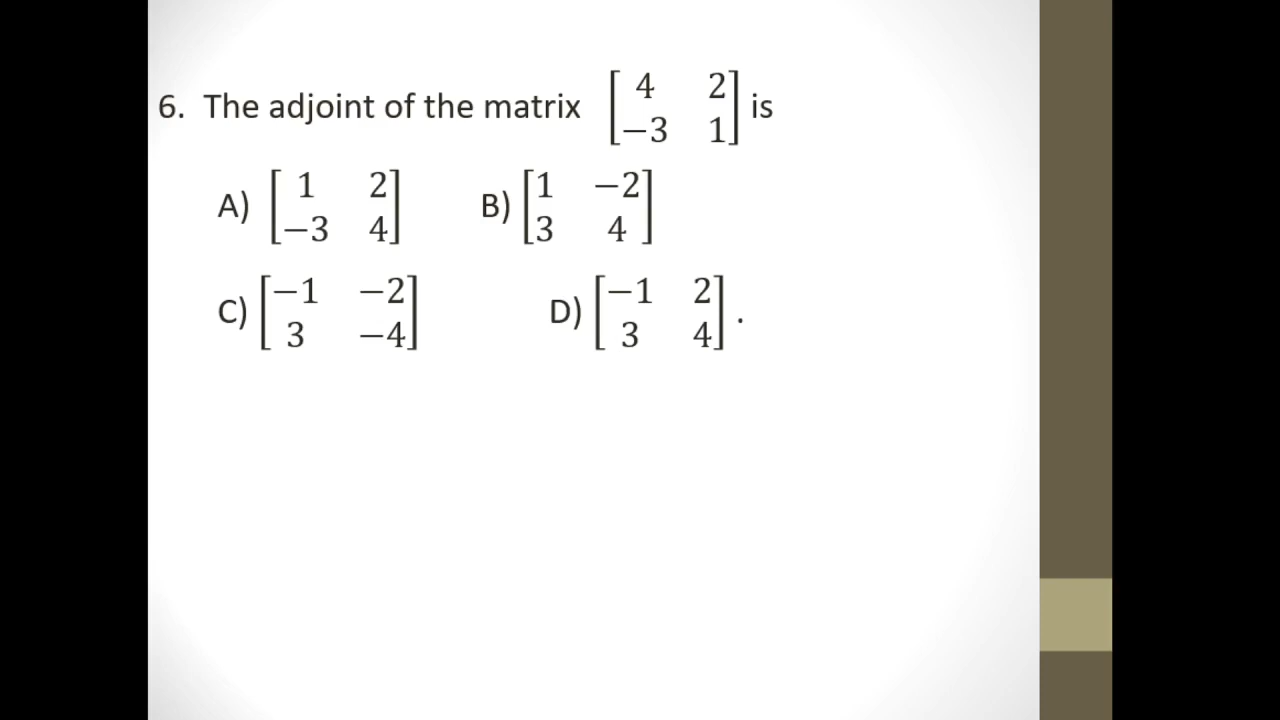 6. The adjoint of the matrix [4 2
−3 1] is
A) [1 2
−3 4] B) [1 −2
3 4]
C) [−1 −2
3 −4] D) [−1 2
3 4] .